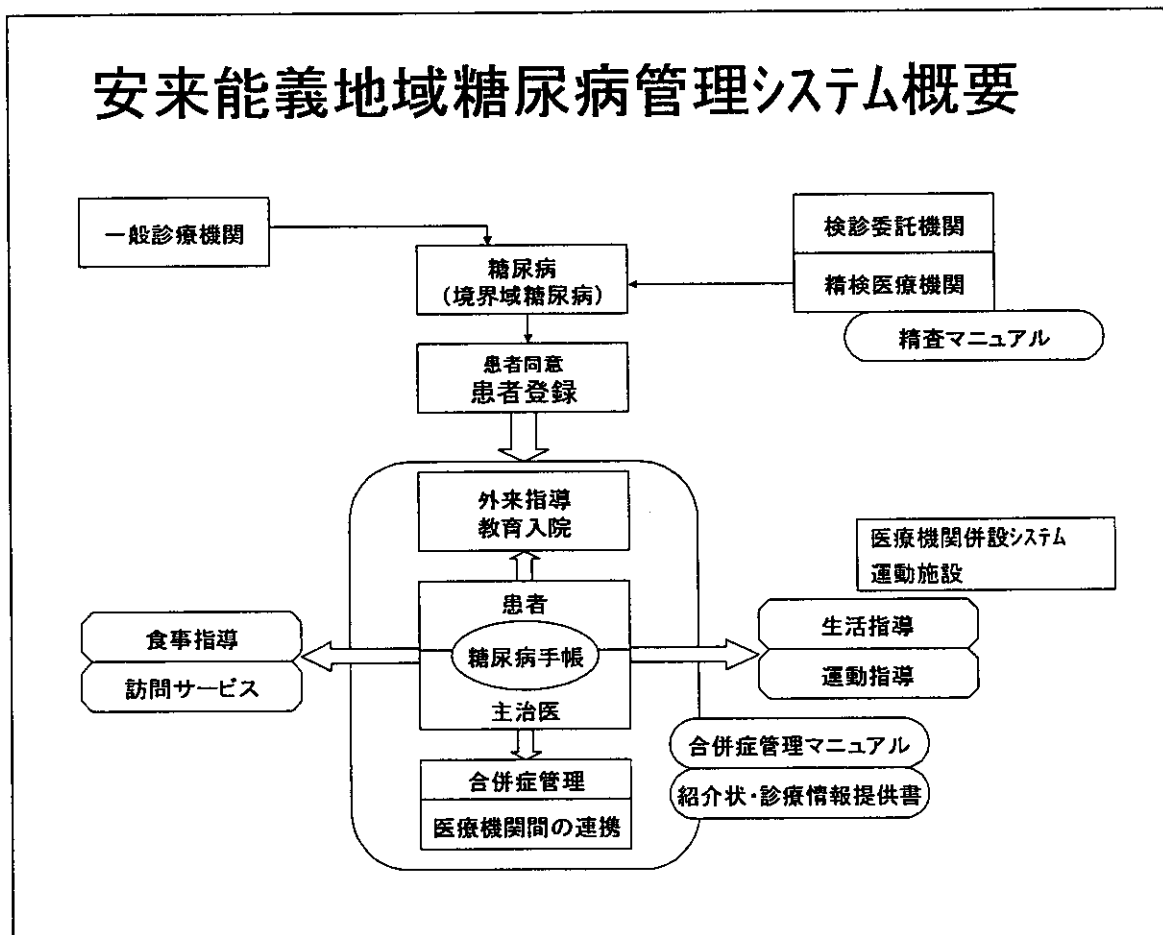 安来能義地域糖尿病管理システム概要
一般診療機関
検診委託機関
糖尿病
(境界域糖尿病)
精検医療機関
精査マニュアル
患者同意
患者登録
外来指導
教育入院
医療機関併設システム
運動施設
患者
食事指導
生活指導
糖尿病手帳
訪問サービス
運動指導
主治医
合併症管理マニュアル
合併症管理
紹介状・診療情報提供書
医療機関間の連携